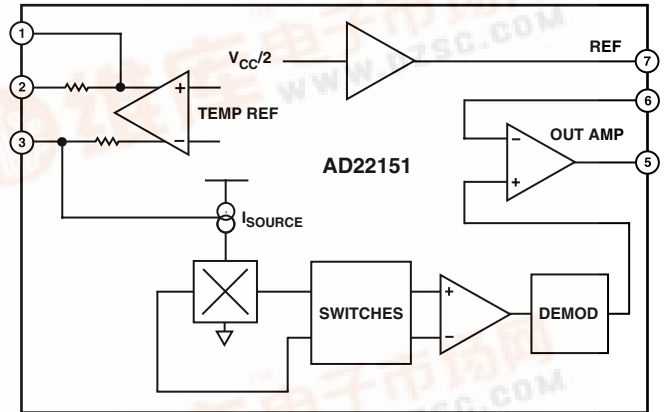 1
V_CC/2
REF
2
+
TEMP REF
7
6
3
−
−
OUT AMP
AD22151
5
+
I_SOURCE
SWITCHES
+
−
DEMOD